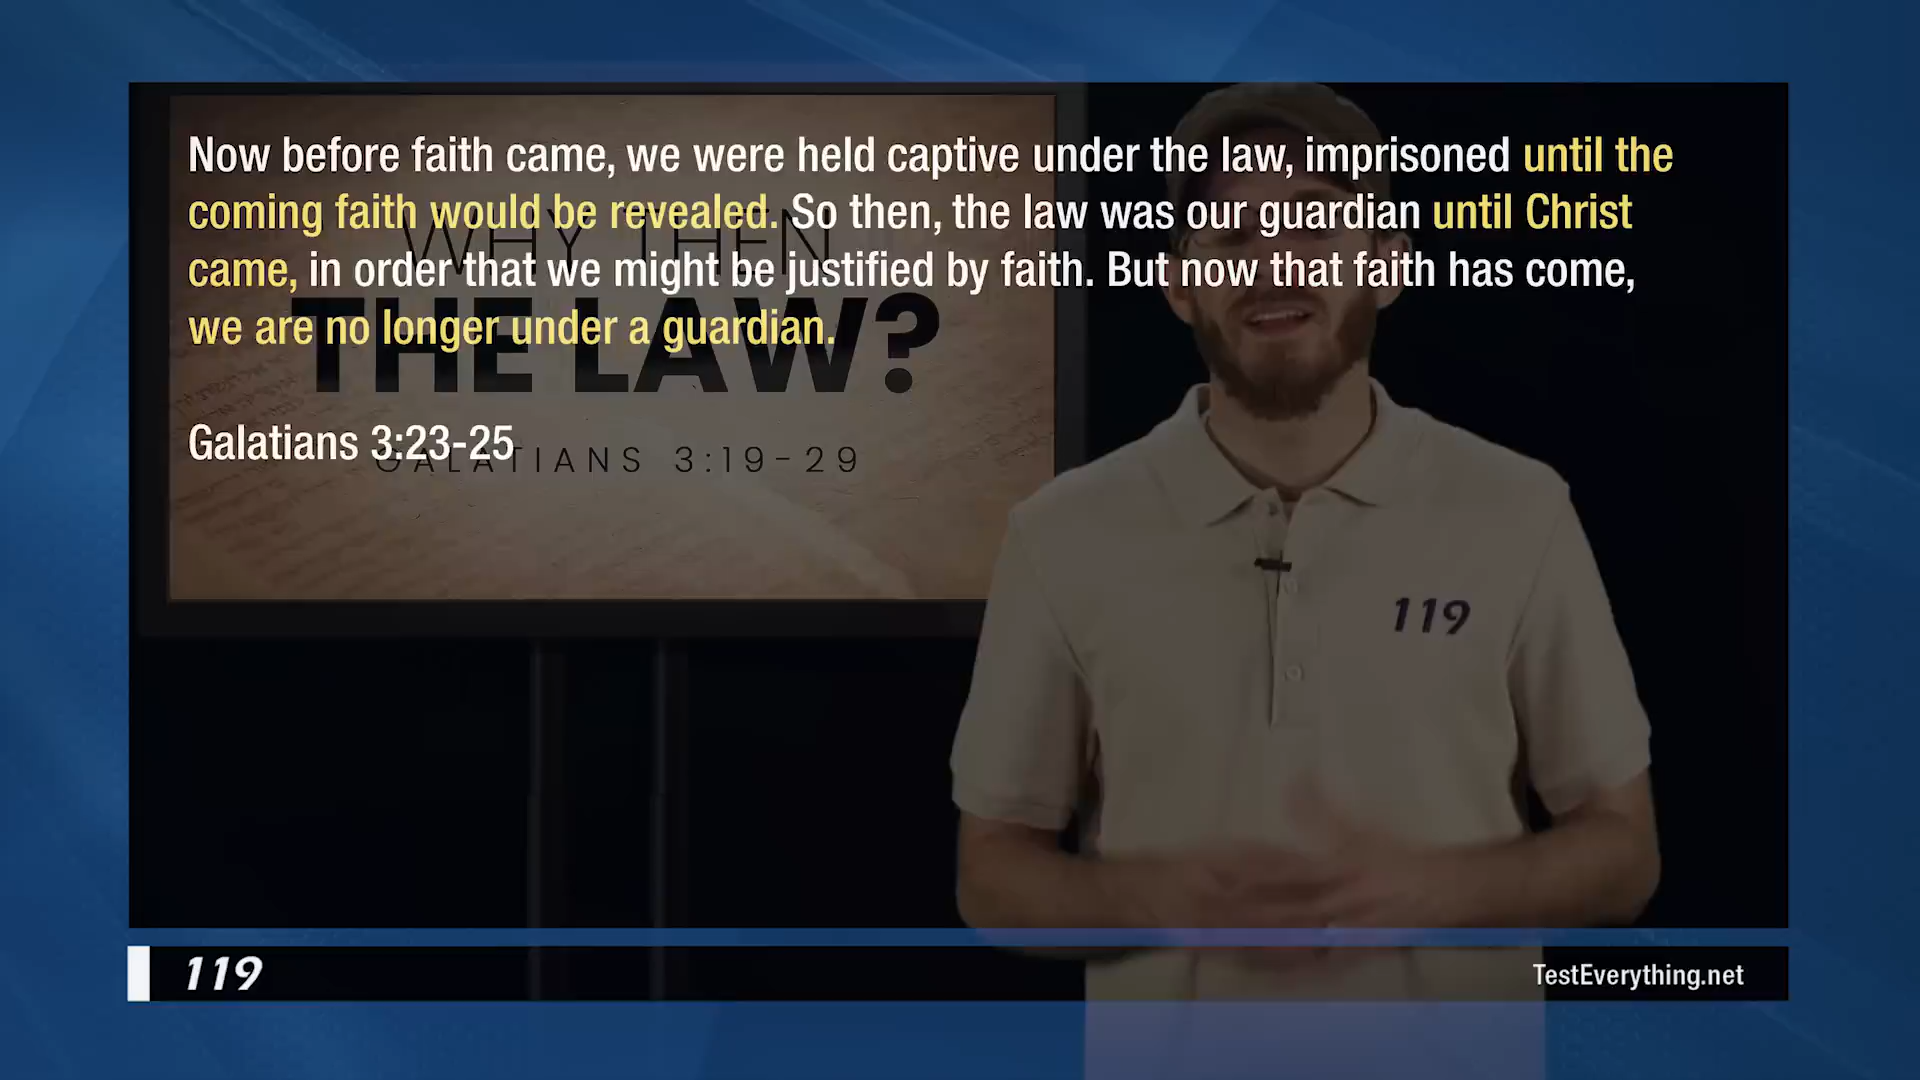 Now before faith came, we were held captive under the law, imprisoned until the
coming faith would be revealed. So then, the law was our guardian until Christ
came, in order that we might be justified by faith. But now that faith has come,
we are no longer under a guardian.
Galatians 3:23-25
WHY THEN
THE LAW?
GALATIANS 3:19-29
119
119
TestEverything.net